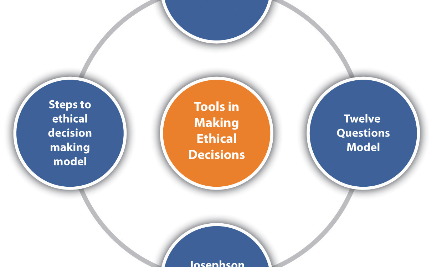 Steps to
ethical
decision
making
model
Tools in
Making
Ethical
Decisions
Twelve
Questions
Model
Josephson